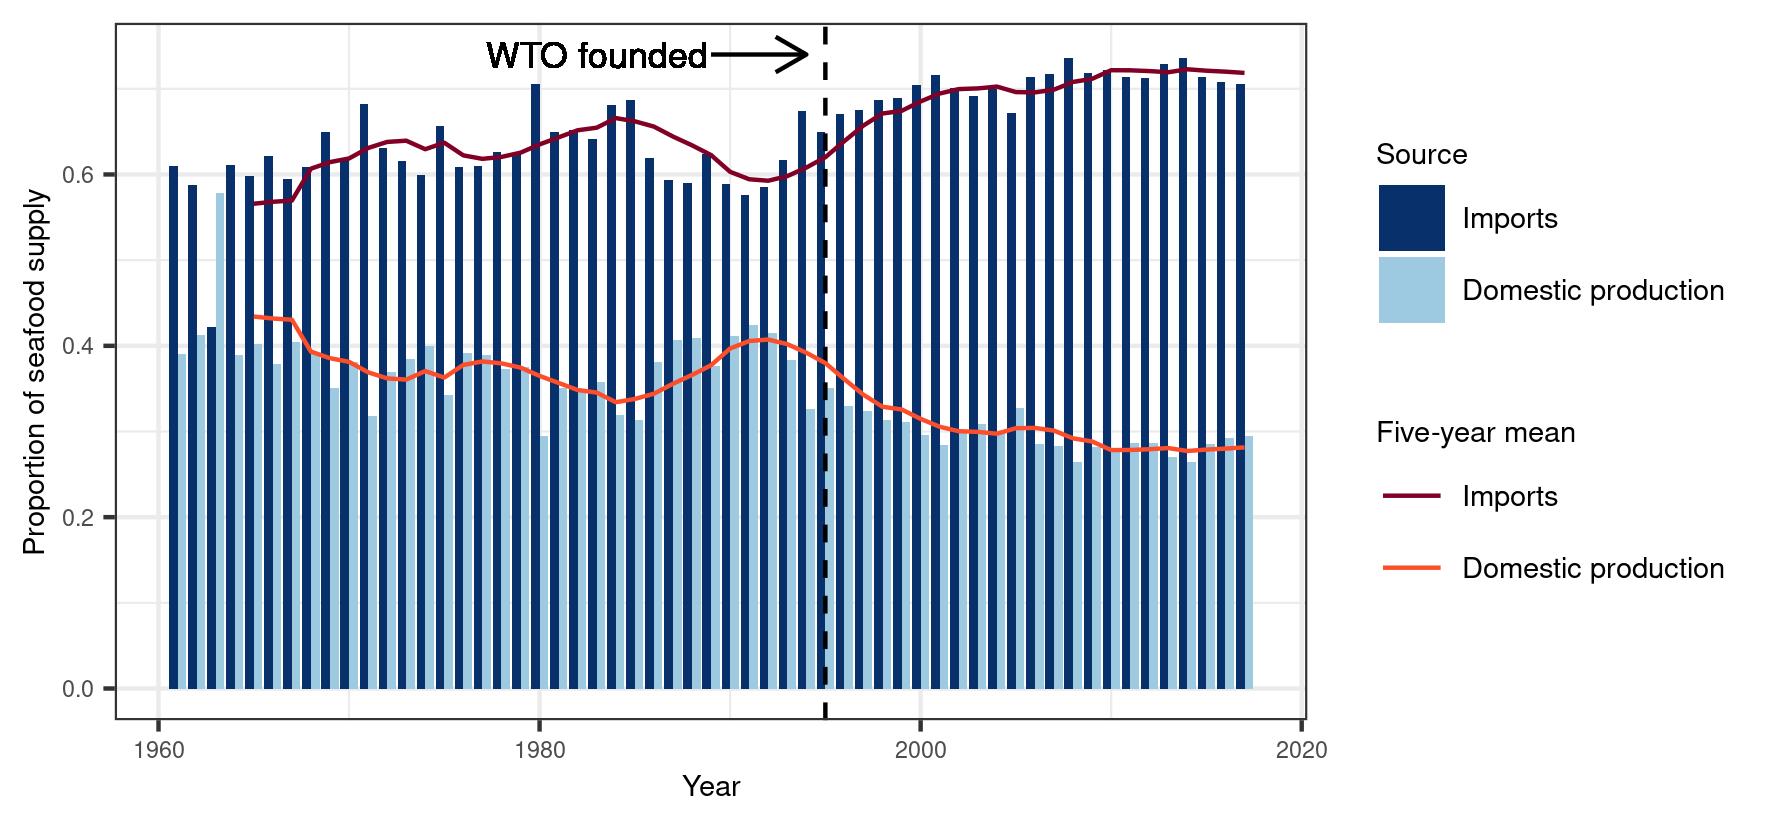 WTO founded
Proportion of seafood supply
0.6
0.4
0.2
0.0
1960
1980
2000
2020
Year
Source
Imports
Domestic production
Five-year mean
Imports
Domestic production